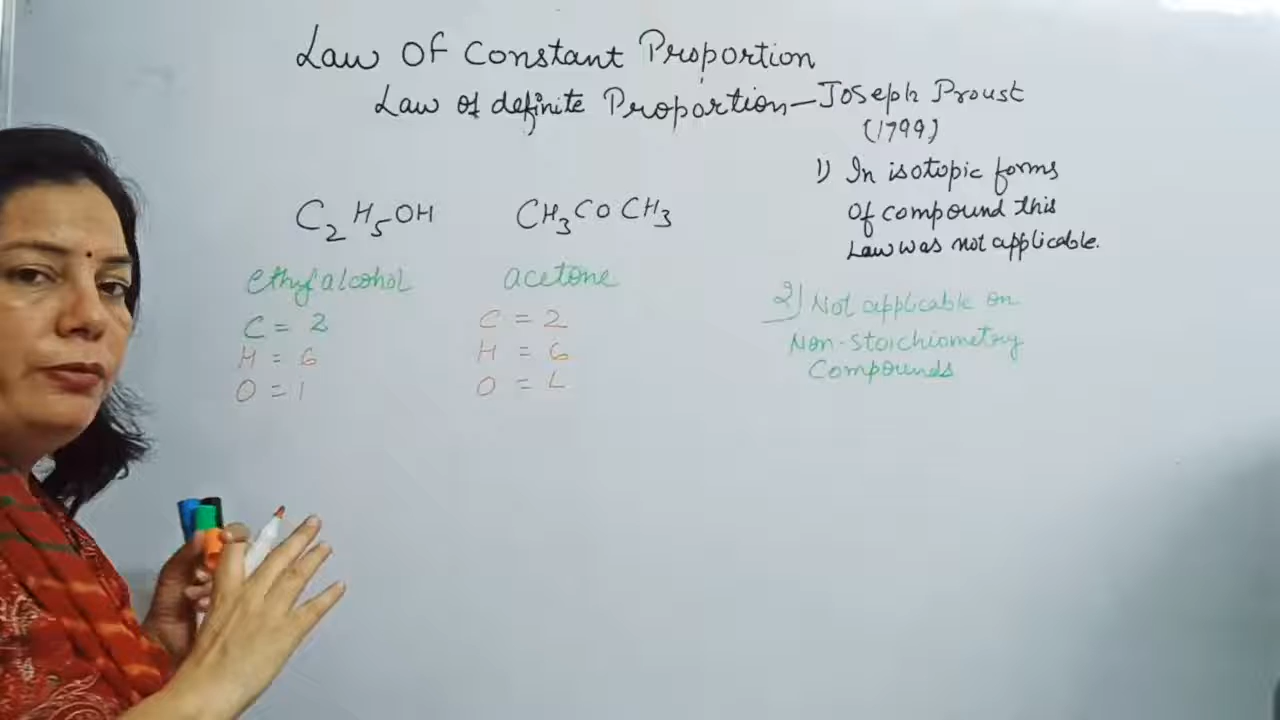 Law Of Constant Proportion
Law of definite Proportion – Joseph Proust
(1799)
1) In isotopic forms
Of compound this
Law was not applicable.
C2H5OH CH3COCH3
ethyl alcohol acetone
C = 2 C = 2
H = 6 H = 6
O = 1 O = 1
2) Not applicable on
Non-stoichiometry
Compounds